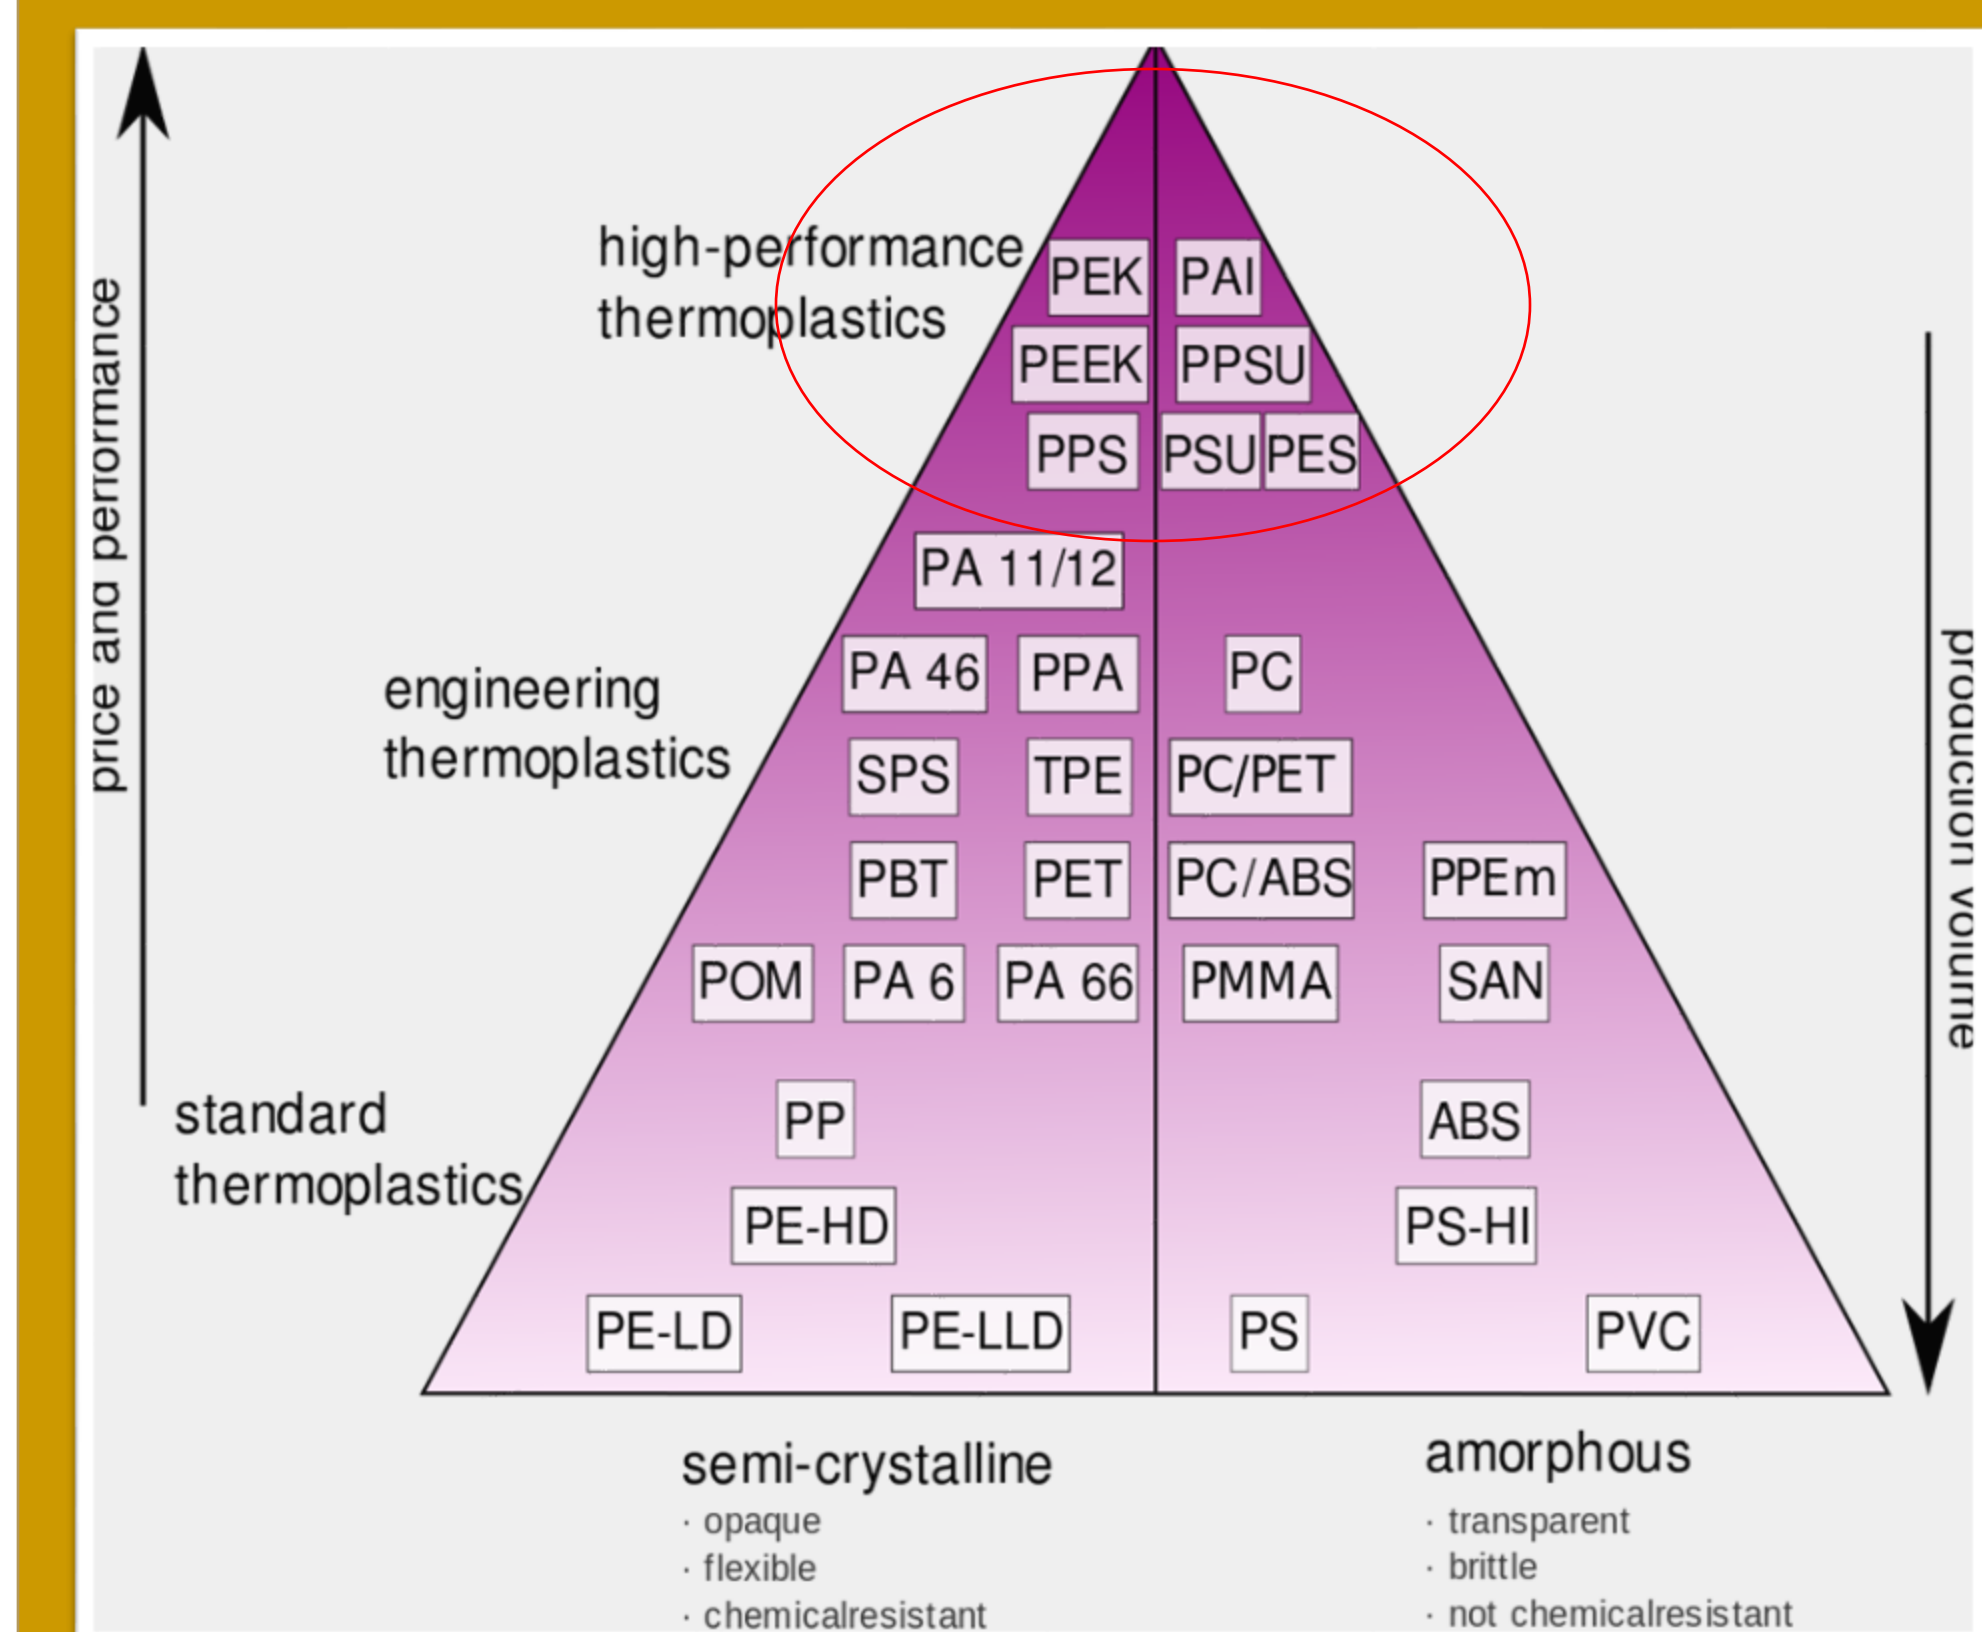 price and performance
high-performance
thermoplastics
PEK PAI
PEEK PPSU
PPS PSU PES
PA 11/12
engineering
thermoplastics
PA 46 PPA PC
SPS TPE PC/PET
PBT PET PC/ABS PPEm
POM PA 6 PA 66 PMMA SAN
production volume
standard
thermoplastics
PP ABS
PE-HD PS-HI
PE-LD PE-LLD PS PVC
semi-crystalline
· opaque
· flexible
· chemicalresistant
amorphous
· transparent
· brittle
· not chemicalresistant